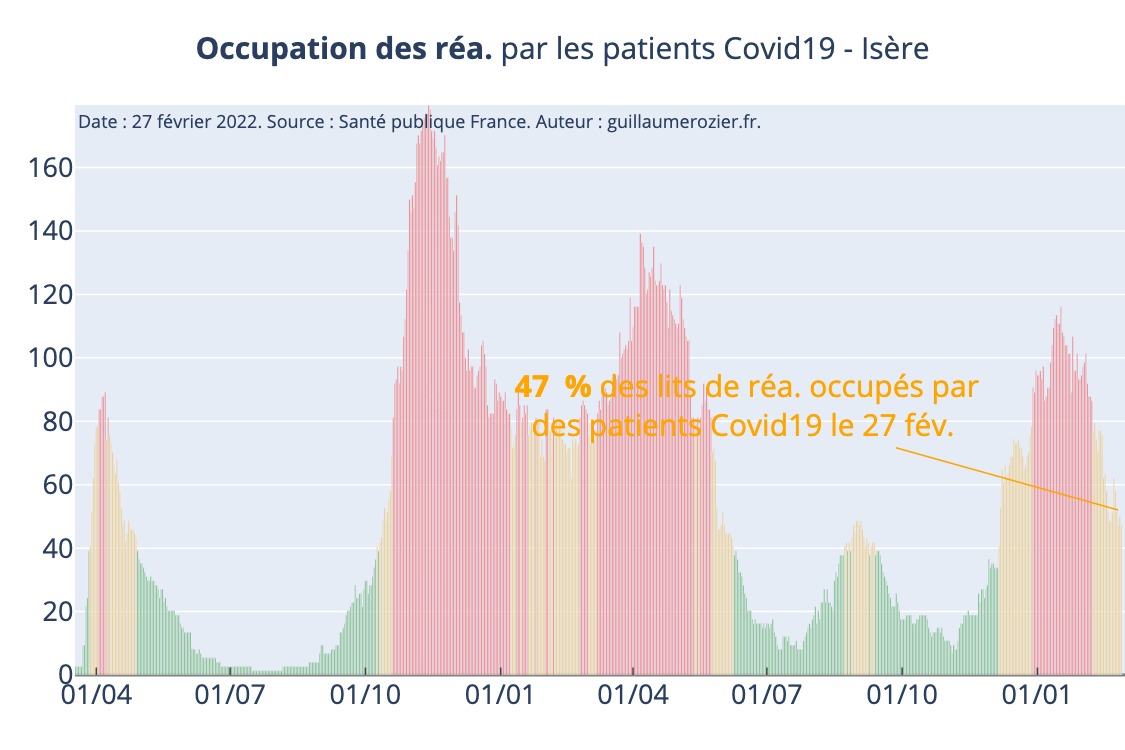 Occupation des réa. par les patients Covid19 - Isère
Date : 27 février 2022. Source : Santé publique France. Auteur : guillaumerozier.fr.
160
140
120
100
47 % des lits de réa. occupés par
des patients Covid19 le 27 fév.
80
60
40
20
0
01/04 01/07 01/10 01/01 01/04 01/07 01/10 01/01